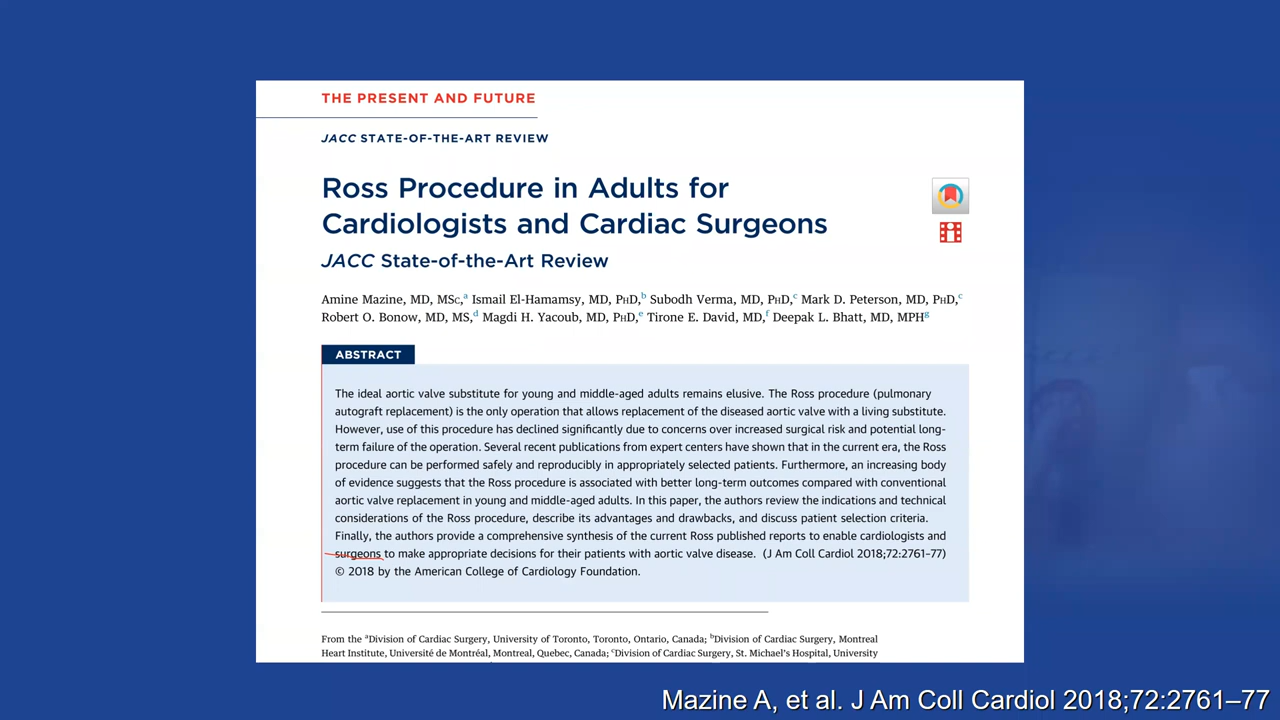 THE PRESENT AND FUTURE
JACC STATE-OF-THE-ART REVIEW
Ross Procedure in Adults for
Cardiologists and Cardiac Surgeons
JACC State-of-the-Art Review
Amine Mazine, MD, MSc,a Ismail El-Hamamsy, MD, PhD,b Subodh Verma, MD, PhD,c Mark D. Peterson, MD, PhD,c
Robert O. Bonow, MD, MS,d Magdi H. Yacoub, MD, PhD,e Tirone E. David, MD,f Deepak L. Bhatt, MD, MPHg
ABSTRACT
The ideal aortic valve substitute for young and middle-aged adults remains elusive. The Ross procedure (pulmonary
autograft replacement) is the only operation that allows replacement of the diseased aortic valve with a living substitute.
However, use of this procedure has declined significantly due to concerns over increased surgical risk and potential long-
term failure of the operation. Several recent publications from expert centers have shown that in the current era, the Ross
procedure can be performed safely and reproducibly in appropriately selected patients. Furthermore, an increasing body
of evidence suggests that the Ross procedure is associated with better long-term outcomes compared with conventional
aortic valve replacement in young and middle-aged adults. In this paper, the authors review the indications and technical
considerations of the Ross procedure, describe its advantages and drawbacks, and discuss patient selection criteria.
Finally, the authors provide a comprehensive synthesis of the current Ross published reports to enable cardiologists and
surgeons to make appropriate decisions for their patients with aortic valve disease. (J Am Coll Cardiol 2018;72:2761–77)
© 2018 by the American College of Cardiology Foundation.
From the aDivision of Cardiac Surgery, University of Toronto, Toronto, Ontario, Canada; bDivision of Cardiac Surgery, Montreal
Heart Institute, Université de Montréal, Montreal, Quebec, Canada; cDivision of Cardiac Surgery, St. Michael's Hospital, University
Mazine A, et al. J Am Coll Cardiol 2018;72:2761–77